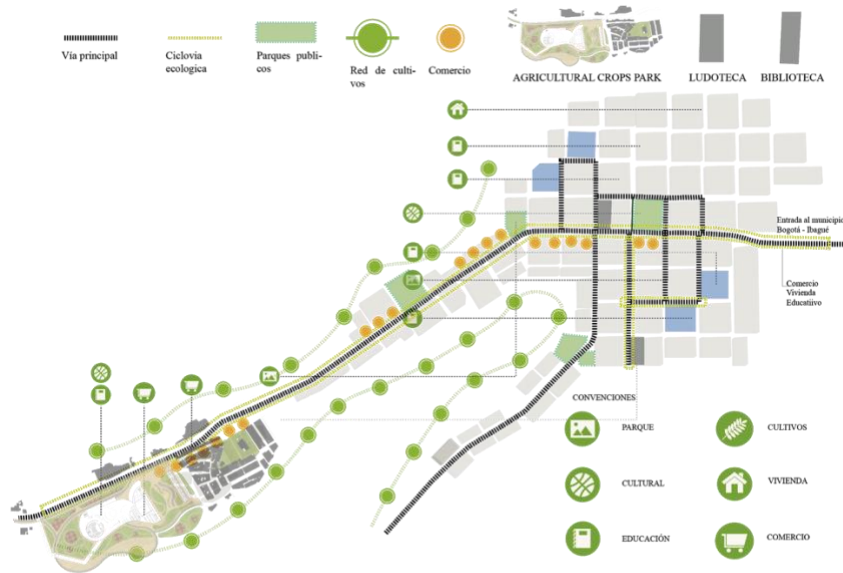 Vía principal
Ciclovia
ecologica
Parques publi-
cos
Red de culti-
vos
Comercio
AGRICULTURAL CROPS PARK
LUDOTECA
BIBLIOTECA
Entrada al municipio
Bogotá - Ibagué
Comercio
Vivienda
Educatiivo
CONVENCIONES
PARQUE
CULTIVOS
CULTURAL
VIVIENDA
EDUCACIÓN
COMERCIO